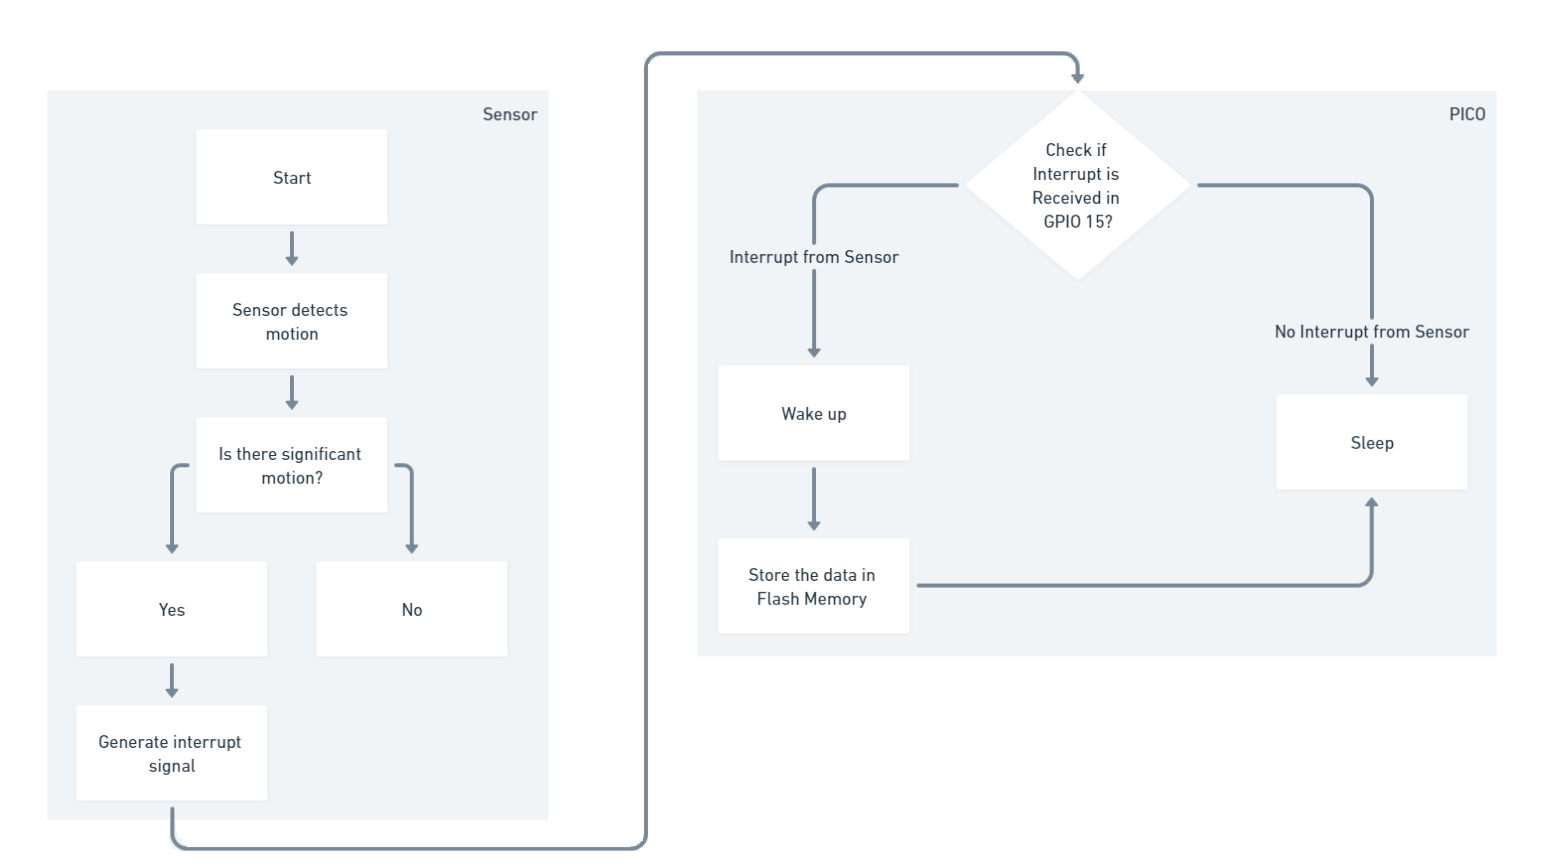 Sensor
Start
Sensor detects
motion
Is there significant
motion?
Yes
No
Generate interrupt
signal
PICO
Check if
Interrupt is
Received in
GPIO 15?
Interrupt from Sensor
No Interrupt from Sensor
Wake up
Sleep
Store the data in
Flash Memory